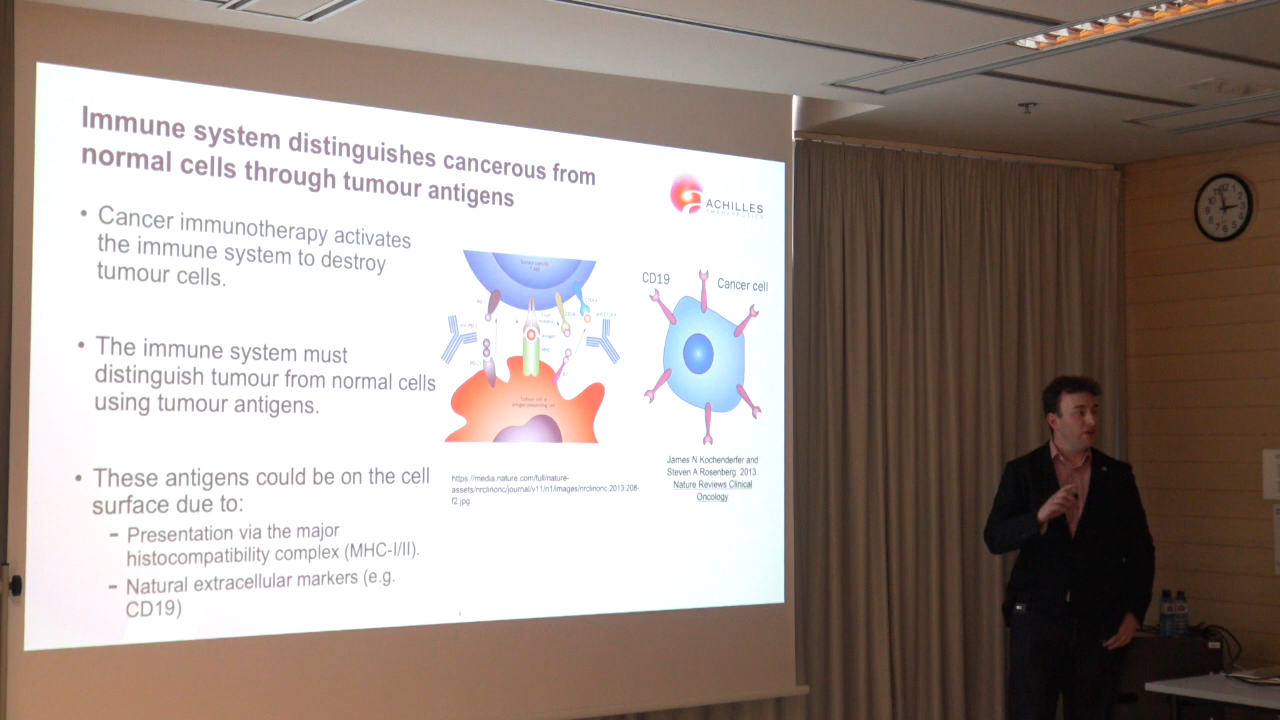 Immune system distinguishes cancerous from
normal cells through tumour antigens
ACHILLES
THERAPEUTICS
• Cancer immunotherapy activates
the immune system to destroy
tumour cells.
• The immune system must
distinguish tumour from normal cells
using tumour antigens.
• These antigens could be on the cell
surface due to:
– Presentation via the major
histocompatibility complex (MHC-I/II).
– Natural extracellular markers (e.g.
CD19)
CD19
Cancer cell
https://media.nature.com/full/nature-
assets/nrclinonc/journal/v11/n1/images/nrclinonc.2013.208-
f2.jpg
James N Kochenderfer and
Steven A Rosenberg. 2013.
Nature Reviews Clinical
Oncology